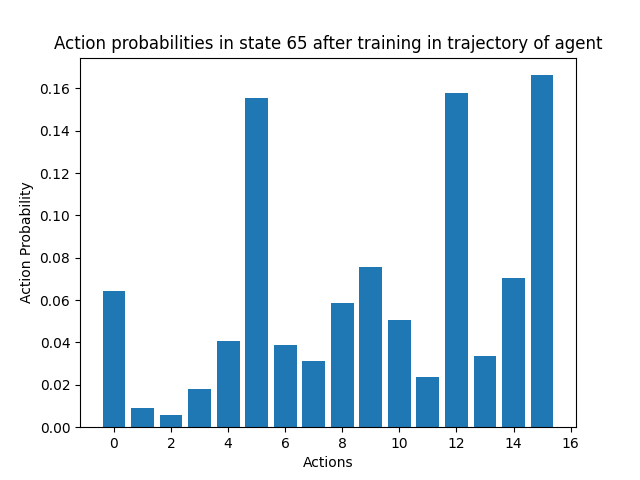 Action probabilities in state 65 after training in trajectory of agent
0.16
0.14
0.12
0.10
0.08
0.06
0.04
0.02
0.00
Action Probability
0 2 4 6 8 10 12 14 16
Actions